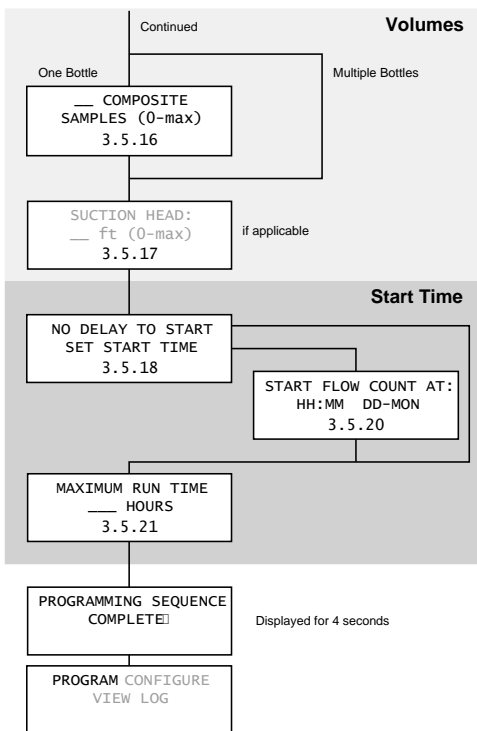 Continued
Volumes
One Bottle
Multiple Bottles
__ COMPOSITE
SAMPLES (0-max)
3.5.16
SUCTION HEAD:
__ ft (0-max)
3.5.17
if applicable
Start Time
NO DELAY TO START
SET START TIME
3.5.18
START FLOW COUNT AT:
HH:MM DD-MON
3.5.20
MAXIMUM RUN TIME
___ HOURS
3.5.21
PROGRAMMING SEQUENCE
COMPLETE
Displayed for 4 seconds
PROGRAM CONFIGURE
VIEW LOG